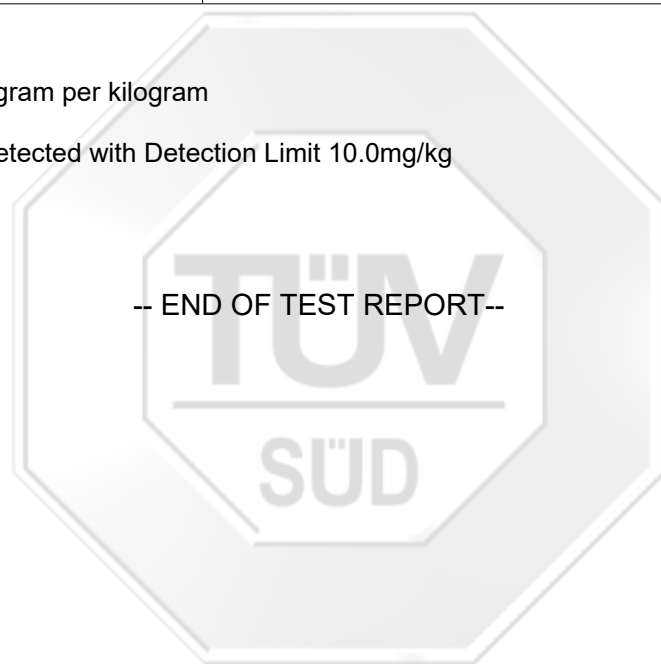 gram per kilogram
etected with Detection Limit 10.0mg/kg
-- END OF TEST REPORT--
TÜV
SÜD